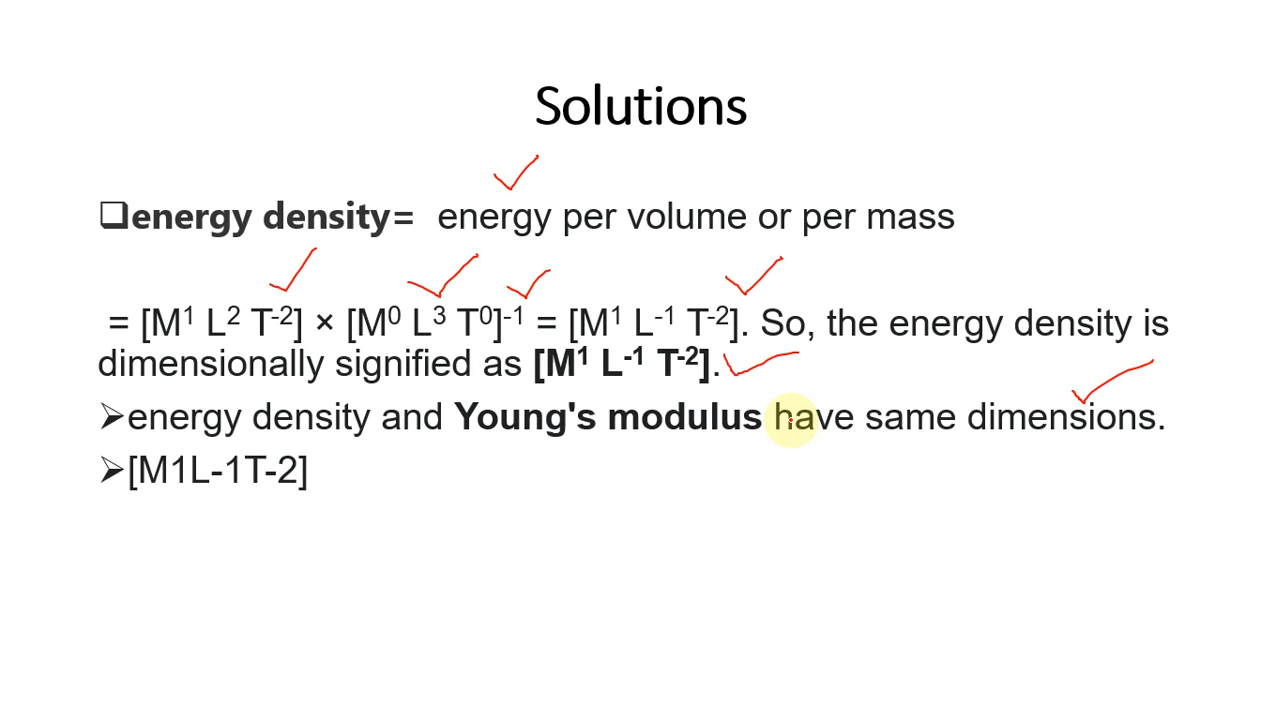 Solutions
❑energy density= energy per volume or per mass
= [M¹ L² T⁻²] × [M⁰ L³ T⁰]⁻¹ = [M¹ L⁻¹ T⁻²]. So, the energy density is
dimensionally signified as [M¹ L⁻¹ T⁻²].
➢energy density and Young's modulus have same dimensions.
➢[M1L-1T-2]